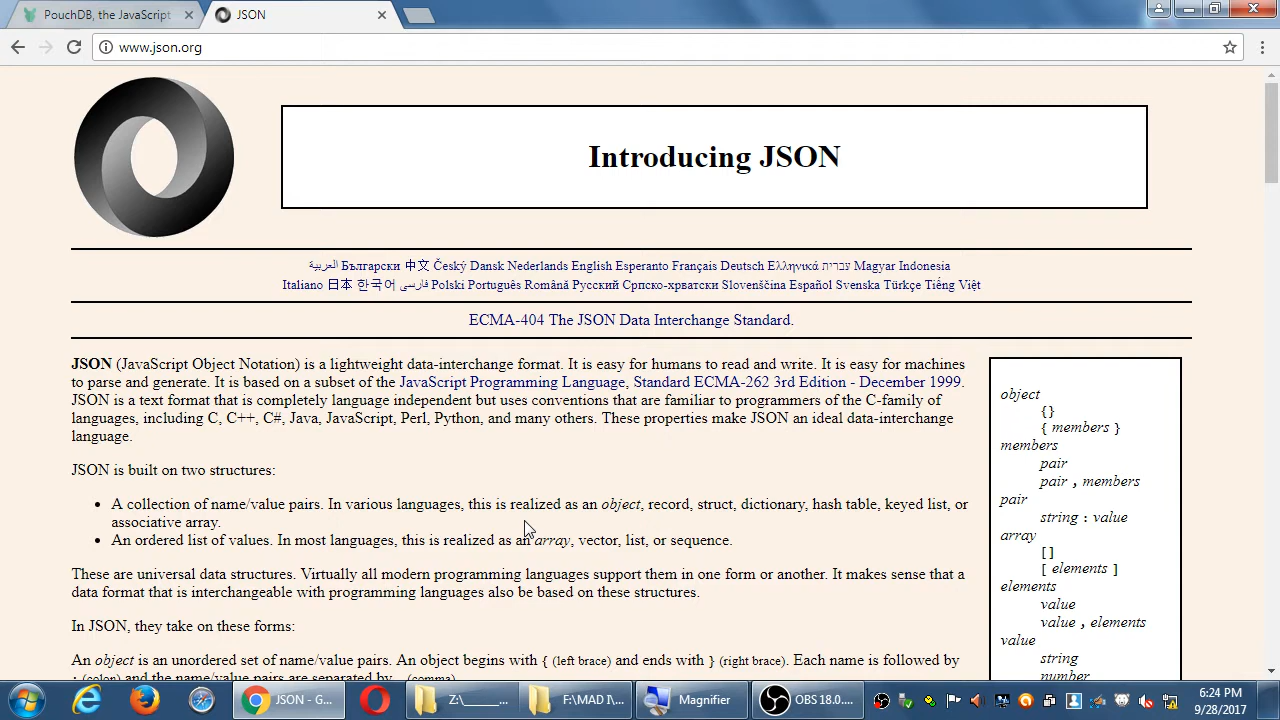 PouchDB, the JavaScript
JSON
www.json.org
Introducing JSON
العربية Български 中文 Český Dansk Nederlands English Esperanto Français Deutsch Ελληνικά עברית Magyar Indonesia
Italiano 日本 한국어 فارسی Polski Português Română Русский Српско-хрватски Slovenščina Español Svenska Türkçe Tiếng Việt
ECMA-404 The JSON Data Interchange Standard.
JSON (JavaScript Object Notation) is a lightweight data-interchange format. It is easy for humans to read and write. It is easy for machines
to parse and generate. It is based on a subset of the JavaScript Programming Language, Standard ECMA-262 3rd Edition - December 1999.
JSON is a text format that is completely language independent but uses conventions that are familiar to programmers of the C-family of
languages, including C, C++, C#, Java, JavaScript, Perl, Python, and many others. These properties make JSON an ideal data-interchange
language.
JSON is built on two structures:
• A collection of name/value pairs. In various languages, this is realized as an object, record, struct, dictionary, hash table, keyed list, or
associative array.
• An ordered list of values. In most languages, this is realized as an array, vector, list, or sequence.
These are universal data structures. Virtually all modern programming languages support them in one form or another. It makes sense that a
data format that is interchangeable with programming languages also be based on these structures.
In JSON, they take on these forms:
An object is an unordered set of name/value pairs. An object begins with { (left brace) and ends with } (right brace). Each name is followed by
: (colon) and the name/value pairs are separated by , (comma).
object
{}
{ members }
members
pair
pair , members
pair
string : value
array
[]
[ elements ]
elements
value
value , elements
value
string
number
JSON - G...
Z:\______...
F:\MAD I\...
Magnifier
OBS 18.0....
6:24 PM
9/28/2017